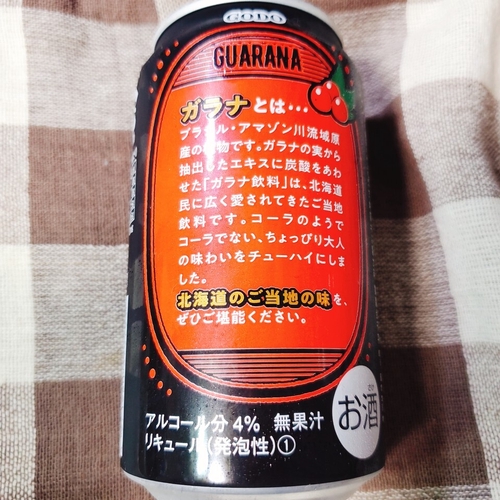 GODO
GUARANA
ガラナとは・・・
ブラジル・アマゾン川流域原
産の植物です。ガラナの実から
抽出したエキスに炭酸をあわ
せた「ガラナ飲料」は、北海道
民に広く愛されてきたご当地
飲料です。コーラのようで
コーラでない、ちょっぴり大人
の味わいをチューハイにしま
した。
北海道のご当地の味を、
ぜひご堪能ください。
アルコール分 4% 無果汁
リキュール(発泡性)①
お酒
さけ